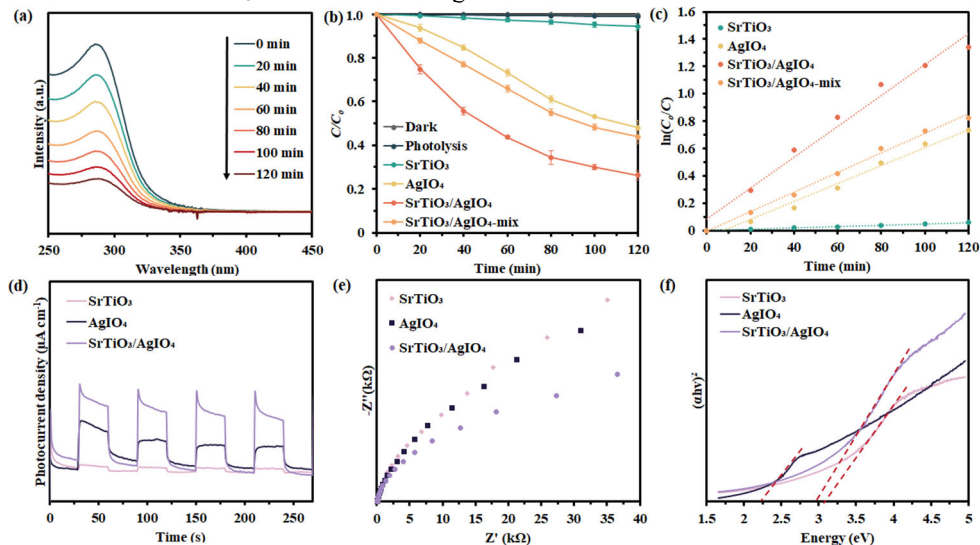 (a)
0 min
20 min
40 min
60 min
80 min
100 min
120 min
Intensity (a.u.)
250 300 350 400 450
Wavelength (nm)
(b)
C/Co
1.0
0.8
0.6
0.4
0.2
0
Dark
Photolysis
SrTiO₃
AgIO₄
SrTiO₃/AgIO₄
SrTiO₃/AgIO₄-mix
0 20 40 60 80 100 120
Time (min)
(c)
ln(Co/C)
1.6
1.4
1.2
1.0
0.8
0.6
0.4
0.2
0
SrTiO₃
AgIO₄
SrTiO₃/AgIO₄
SrTiO₃/AgIO₄-mix
0 20 40 60 80 100 120
Time (min)
(d)
SrTiO₃
AgIO₄
SrTiO₃/AgIO₄
Photocurrent density (μA cm⁻¹)
0 50 100 150 200 250
Time (s)
(e)
SrTiO₃
AgIO₄
SrTiO₃/AgIO₄
-Z''(kΩ)
0 5 10 15 20 25 30 35 40
Z' (kΩ)
(f)
SrTiO₃
AgIO₄
SrTiO₃/AgIO₄
(αhν)²
1.5 2 2.5 3 3.5 4 4.5 5
Energy (eV)